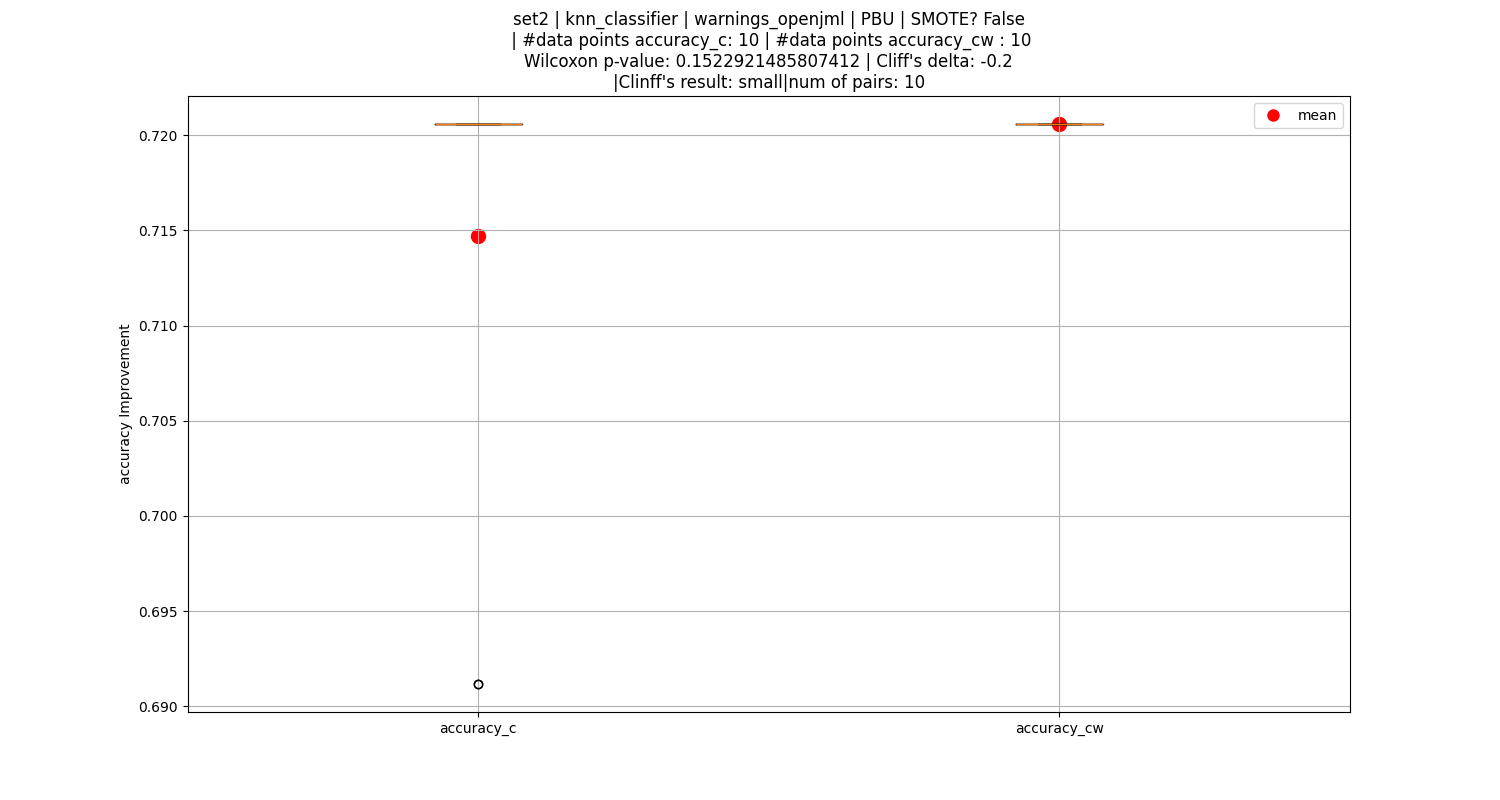 set2 | knn_classifier | warnings_openjml | PBU | SMOTE? False
| #data points accuracy_c: 10 | #data points accuracy_cw : 10
Wilcoxon p-value: 0.1522921485807412 | Cliff's delta: -0.2
|Clinff's result: small|num of pairs: 10
mean
0.720
0.715
0.710
0.705
0.700
0.695
0.690
accuracy Improvement
accuracy_c
accuracy_cw